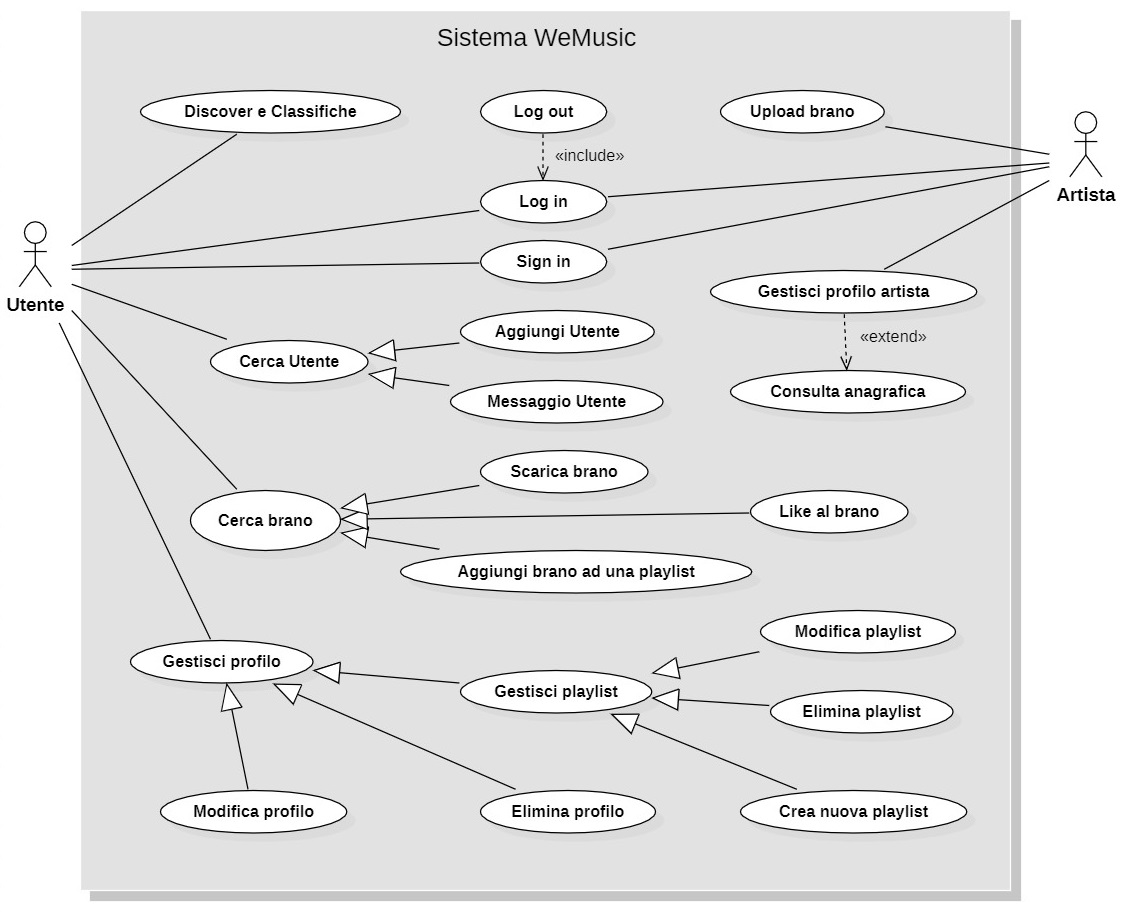 Sistema WeMusic
Discover e Classifiche
Log out
Upload brano
«include»
Log in
Artista
Sign in
Utente
Gestisci profilo artista
Aggiungi Utente
«extend»
Cerca Utente
Consulta anagrafica
Messaggio Utente
Scarica brano
Like al brano
Cerca brano
Aggiungi brano ad una playlist
Modifica playlist
Gestisci profilo
Gestisci playlist
Elimina playlist
Modifica profilo
Elimina profilo
Crea nuova playlist